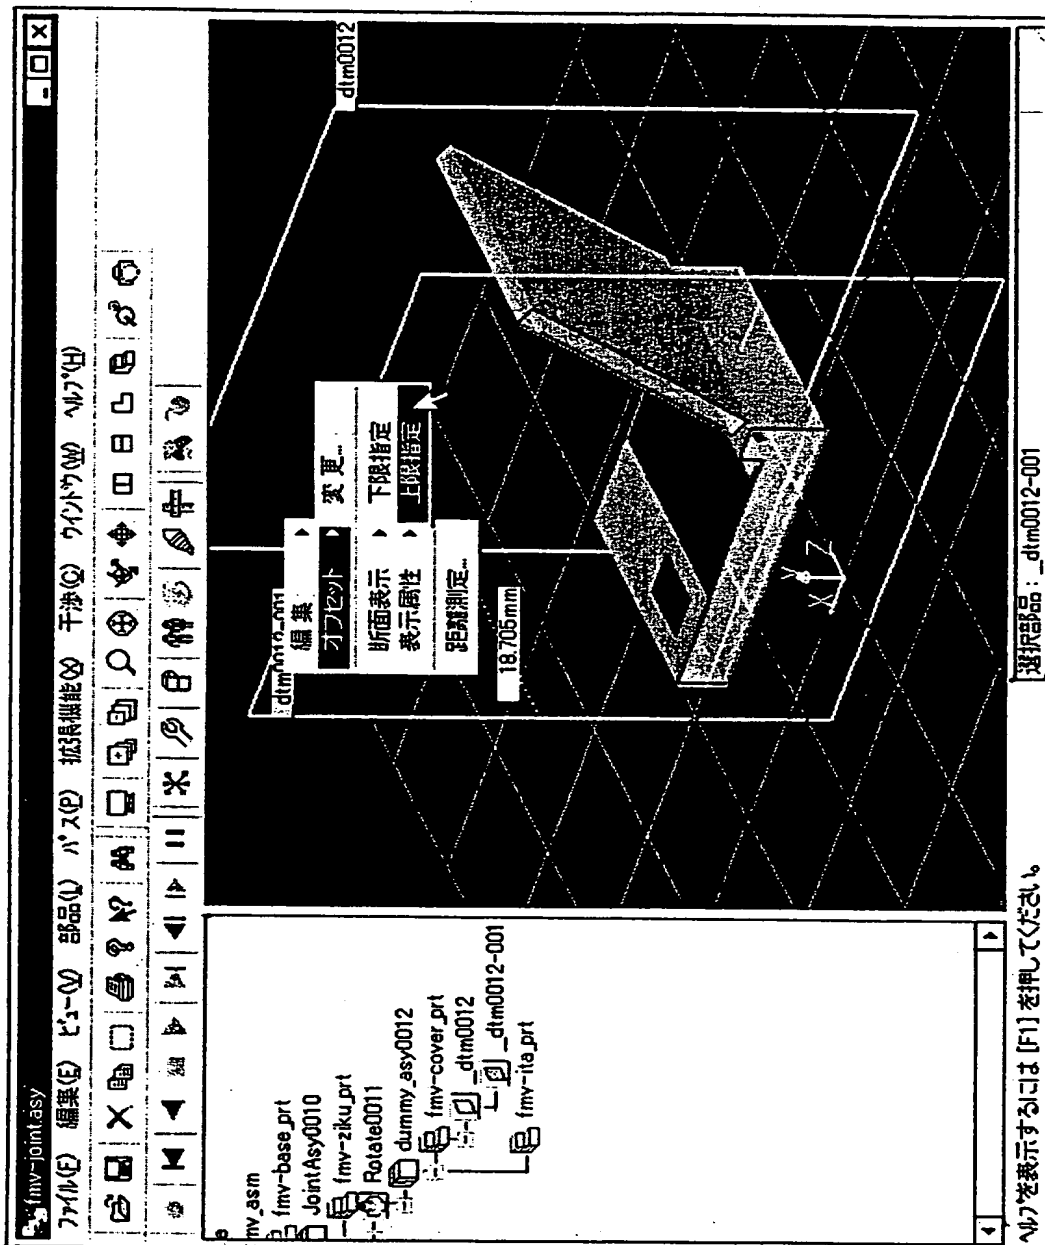 fmv-joint.asy
ファイル(F) 編集(E) ビュー(V) 部品(L) パス(P) 拡張機能(X) 干渉(C) ウインドウ(W) ヘルプ(H)
mv_asm
fmv-base_prt
JointAsy0010
fmv-ziku_prt
Rotate0011
dummy_asy0012
fmv-cover_prt
_dtm0012
_dtm0012-001
fmv-ita_prt
dtm0012
dtm0012-001
編集
オフセット
断面表示
表示属性
距離測定...
変更...
下限指定
上限指定
18.705mm
X
Y
Z
ヘルプを表示するには [F1] を押してください。
選択部品: _dtm0012-001